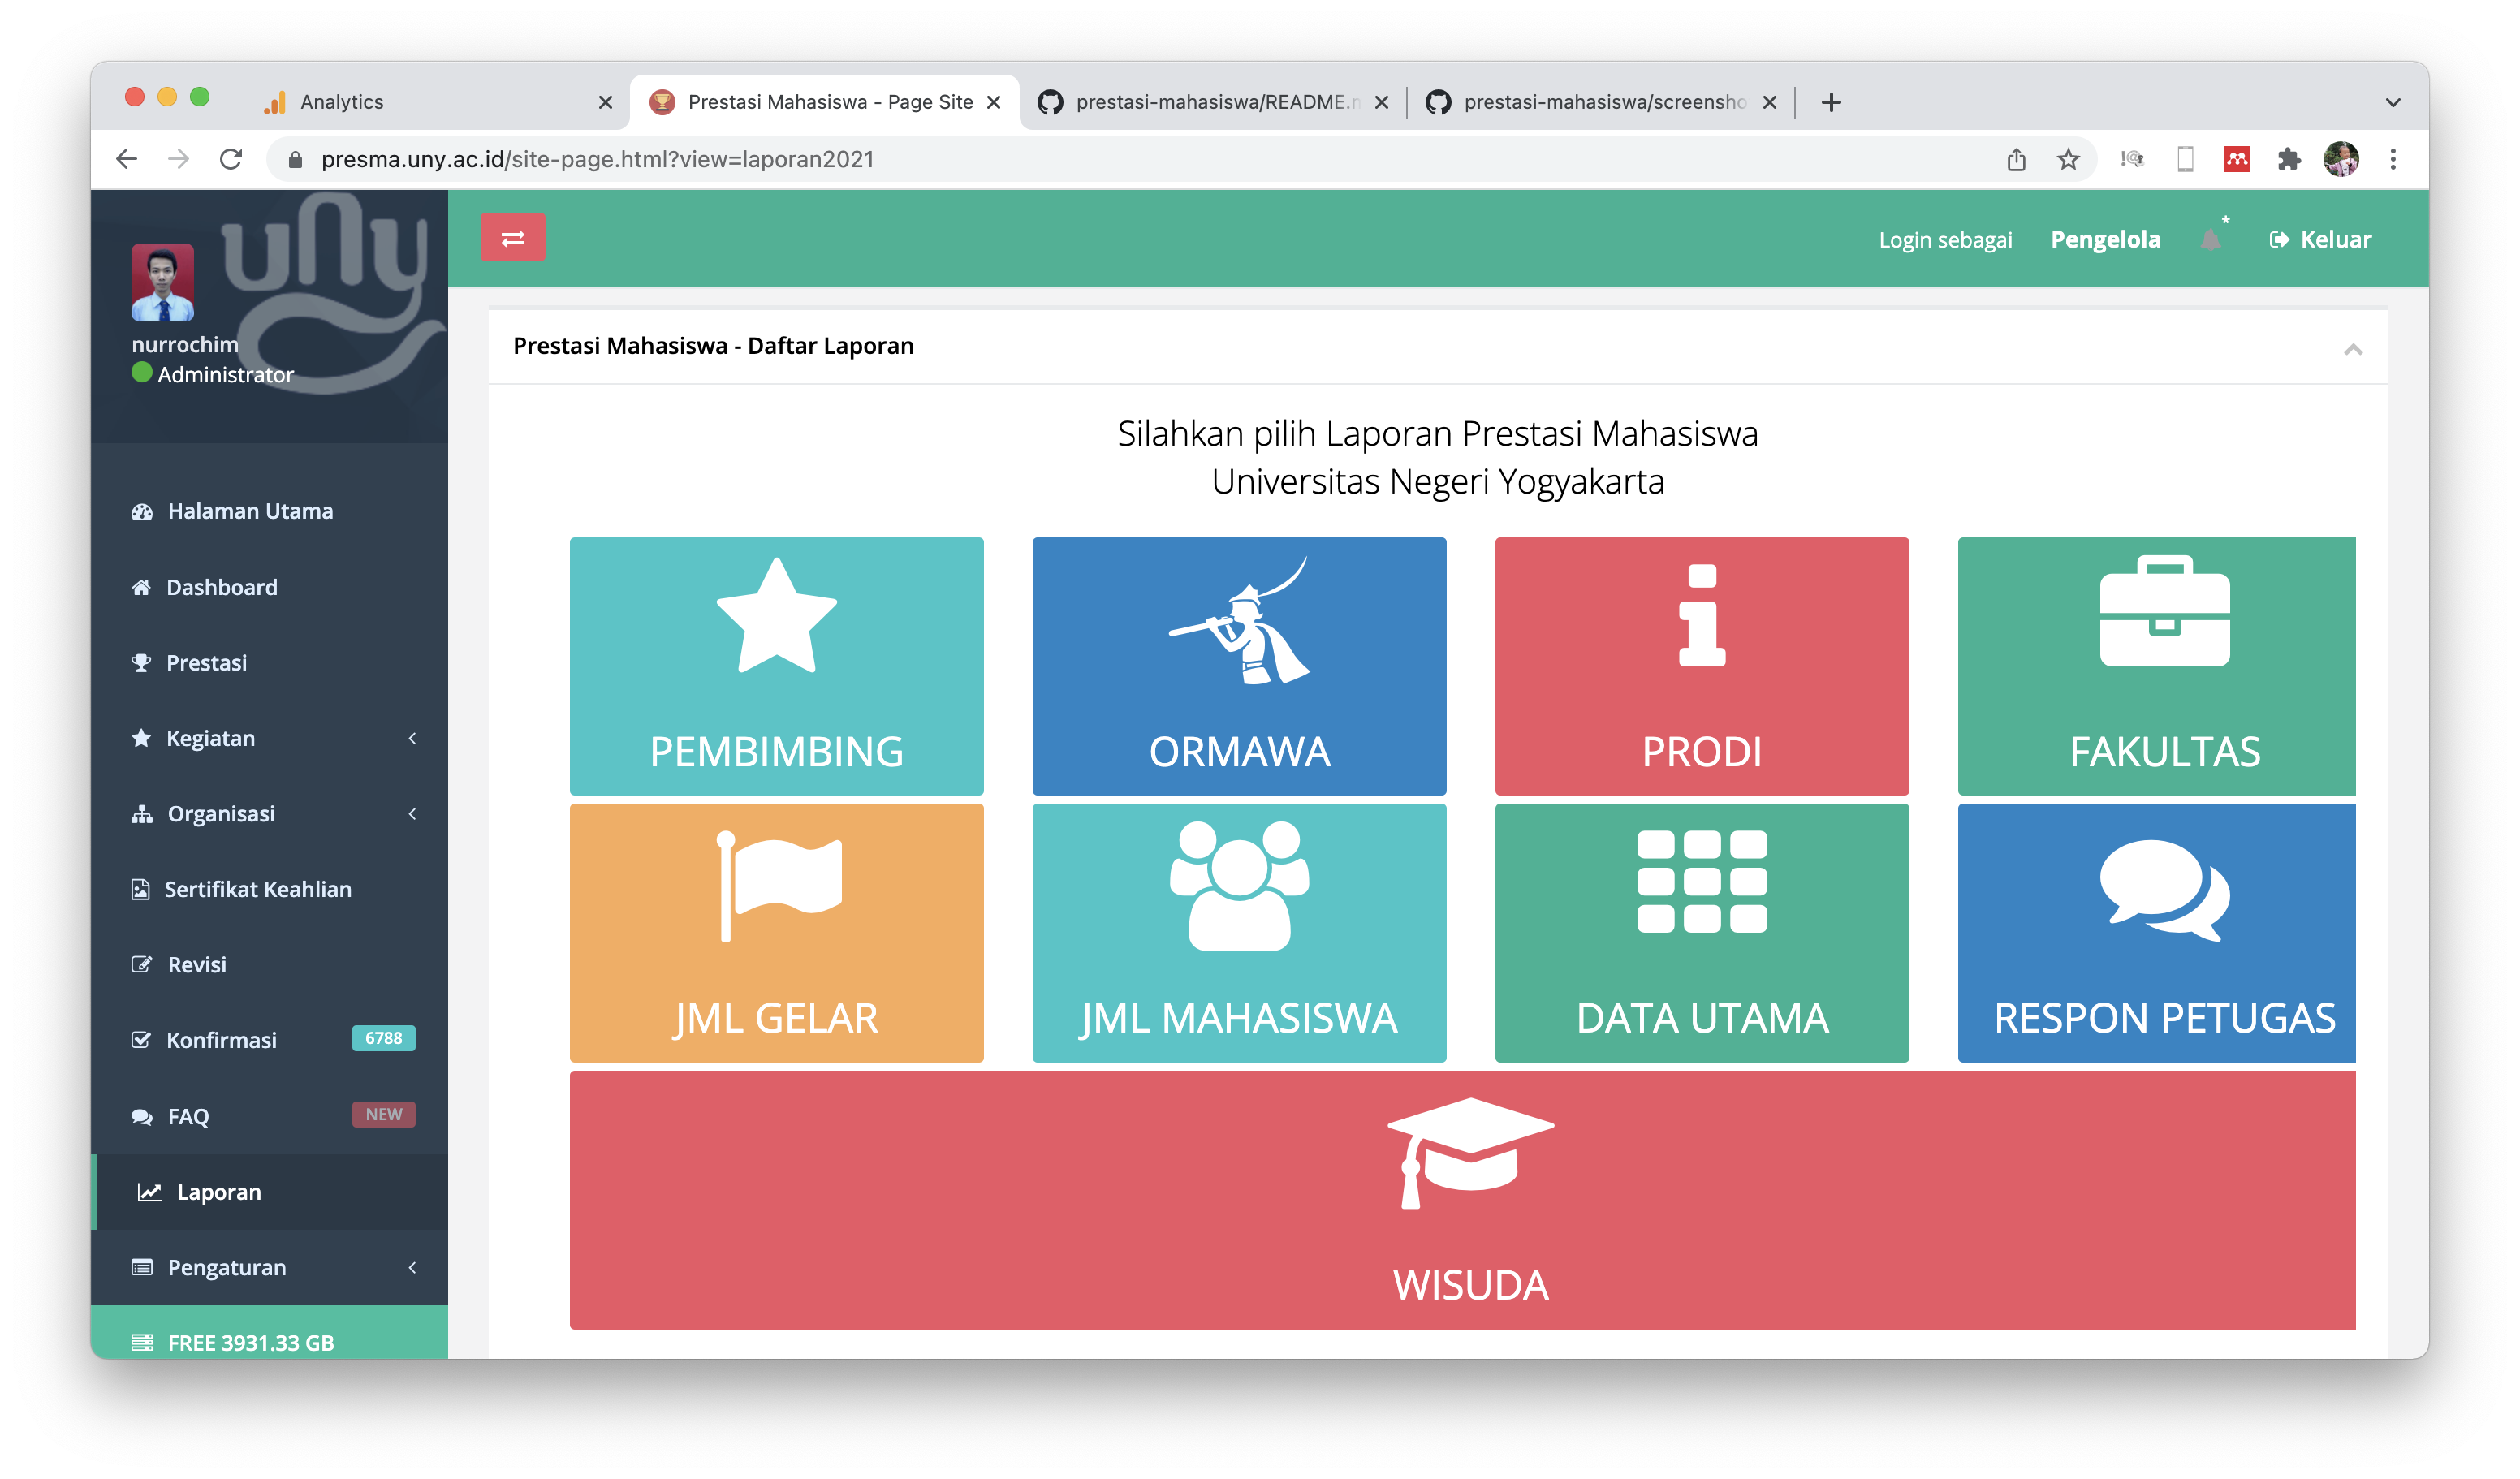 Analytics
Prestasi Mahasiswa - Page Site
prestasi-mahasiswa/README.
prestasi-mahasiswa/screensho
presma.uny.ac.id/site-page.html?view=laporan2021
uny
nurrochim
Administrator
Login sebagai Pengelola * Keluar
Halaman Utama
Dashboard
Prestasi
Kegiatan
Organisasi
Sertifikat Keahlian
Revisi
Konfirmasi 6788
FAQ NEW
Laporan
Pengaturan
FREE 3931.33 GB
Prestasi Mahasiswa - Daftar Laporan
Silahkan pilih Laporan Prestasi Mahasiswa
Universitas Negeri Yogyakarta
PEMBIMBING
ORMAWA
PRODI
FAKULTAS
JML GELAR
JML MAHASISWA
DATA UTAMA
RESPON PETUGAS
WISUDA